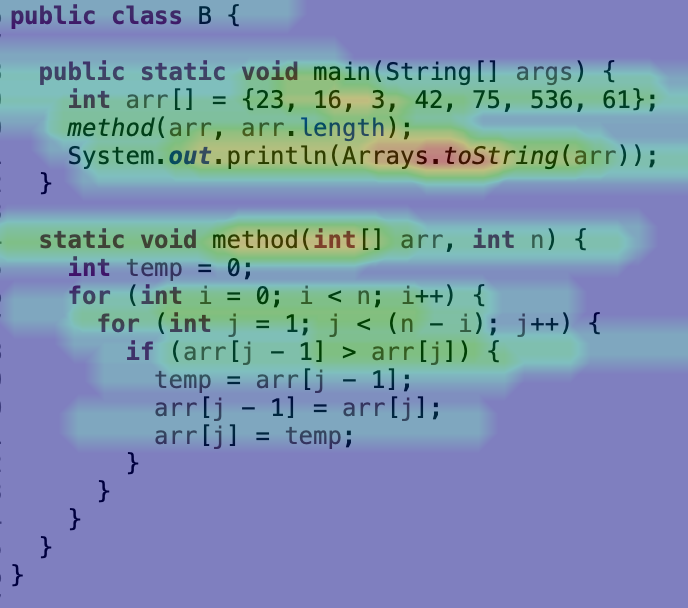 public class B {
public static void main(String[] args) {
int arr[] = {23, 16, 3, 42, 75, 536, 61};
method(arr, arr.length);
System.out.println(Arrays.toString(arr));
}
static void method(int[] arr, int n) {
int temp = 0;
for (int i = 0; i < n; i++) {
for (int j = 1; j < (n - i); j++) {
if (arr[j - 1] > arr[j]) {
temp = arr[j - 1];
arr[j - 1] = arr[j];
arr[j] = temp;
}
}
}
}
}